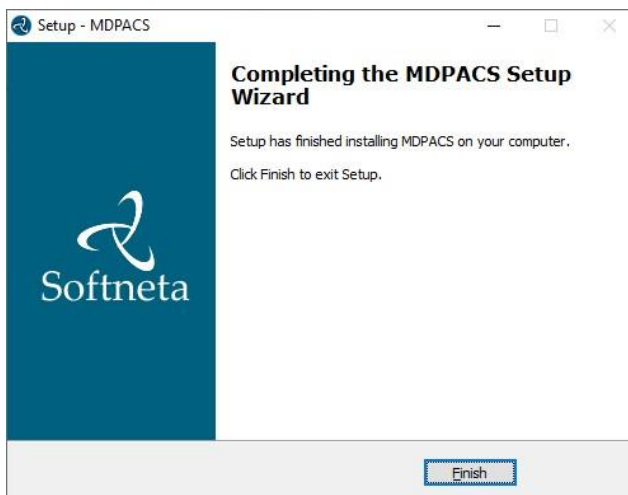 Setup - MDPACS
Completing the MDPACS Setup
Wizard
Setup has finished installing MDPACS on your computer.
Click Finish to exit Setup.
Softneta
Finish